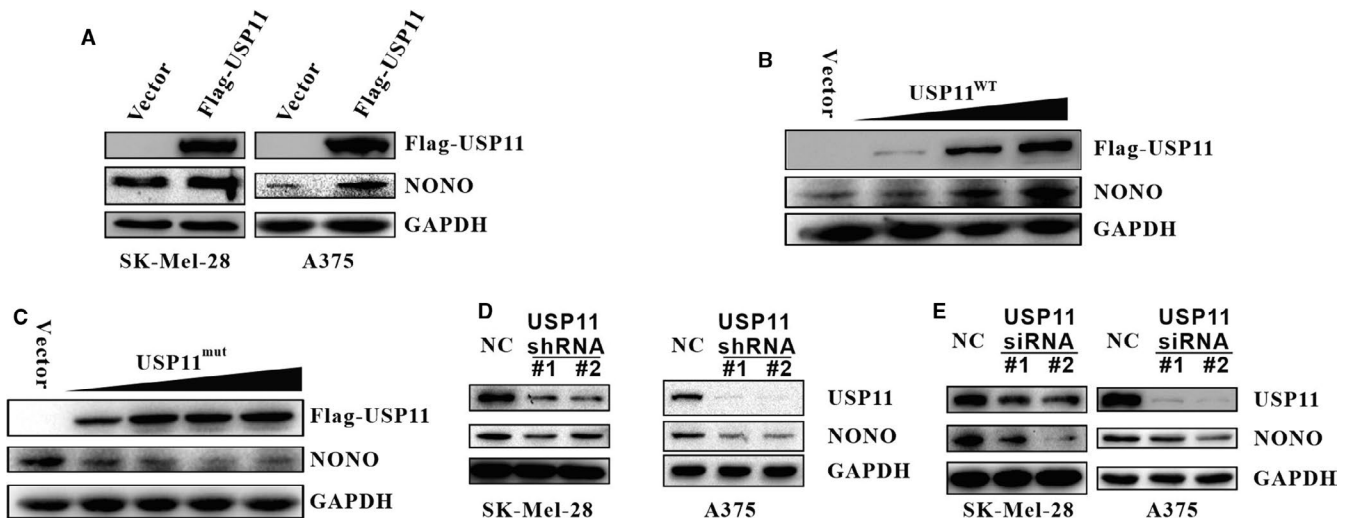 A
Vector
Flag-USP11
Vector
Flag-USP11
Flag-USP11
NONO
GAPDH
SK-Mel-28
A375
B
Vector
USP11WT
Flag-USP11
NONO
GAPDH
C
Vector
USP11mut
Flag-USP11
NONO
GAPDH
D
NC
USP11
shRNA
#1 #2
NC
USP11
shRNA
#1 #2
USP11
NONO
GAPDH
SK-Mel-28
A375
E
NC
USP11
siRNA
#1 #2
NC
USP11
siRNA
#1 #2
USP11
NONO
GAPDH
SK-Mel-28
A375